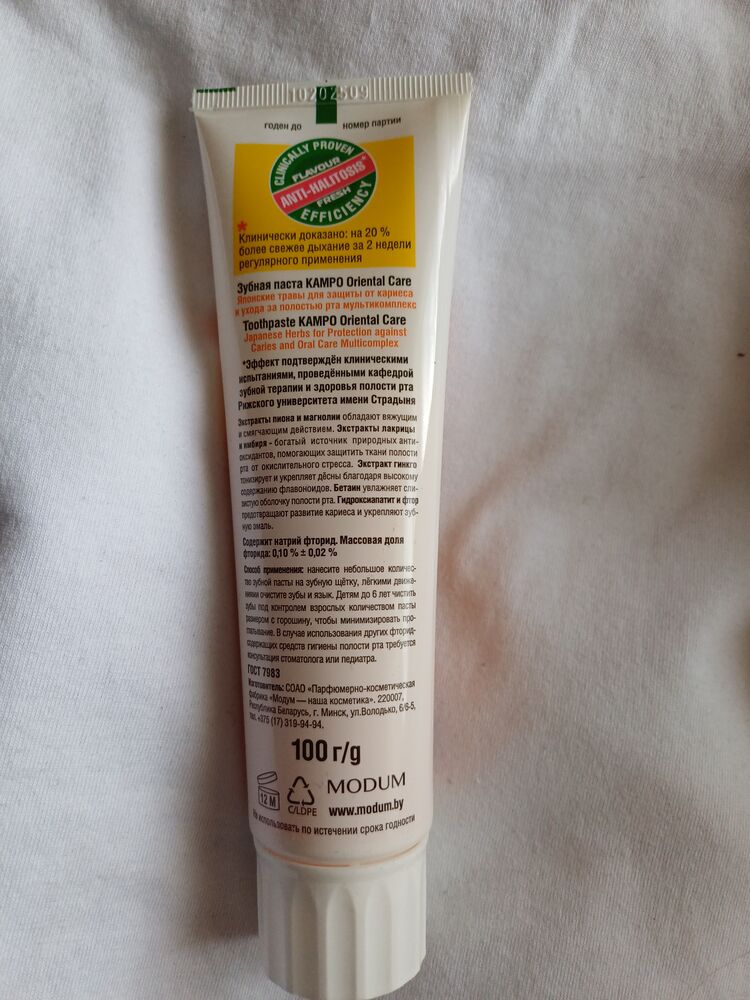 10202509
годен до номер партии
CLINICALLY PROVEN
FLAVOUR
ANTI-HALITOSIS*
FRESH
EFFICIENCY
*
Клинически доказано: на 20 %
более свежее дыхание за 2 недели
регулярного применения
Зубная паста KAMPO Oriental Care
Японские травы для защиты от кариеса
и ухода за полостью рта мультикомплекс
Toothpaste KAMPO Oriental Care
Japanese Herbs for Protection against
Caries and Oral Care Multicomplex
*Эффект подтверждён клиническими
испытаниями, проведёнными кафедрой
зубной терапии и здоровья полости рта
Рижского университета имени Страдыня
Экстракты пиона и магнолии обладают вяжущим
и смягчающим действием. Экстракты лакрицы
и имбиря - богатый источник природных анти-
оксидантов, помогающих защитить ткани полости
рта от окислительного стресса. Экстракт гинкго
тонизирует и укрепляет дёсны благодаря высокому
содержанию флавоноидов. Бетаин увлажняет сли-
зистую оболочку полости рта. Гидроксиапатит и фтор
предотвращают развитие кариеса и укрепляют зуб-
ную эмаль.
Содержит натрий фторид. Массовая доля
фторида: 0,10 % ± 0,02 %
Способ применения: нанесите небольшое количес-
тво зубной пасты на зубную щётку, лёгкими движе-
ниями очистите зубы и язык. Детям до 6 лет чистить
зубы под контролем взрослых количеством пасты
размером с горошину, чтобы минимизировать про-
глатывание. В случае использования других фторид-
содержащих средств гигиены полости рта требуется
консультация стоматолога или педиатра.
ГОСТ 7983
Изготовитель: СОАО «Парфюмерно-косметическая
фабрика «Модум — наша косметика». 220007,
Республика Беларусь, г. Минск, ул.Володько, 6/6-5,
тел. +375 (17) 319-94-94.
100 г/g
12 M
C/LDPE
MODUM
www.modum.by
Не использовать по истечении срока годности